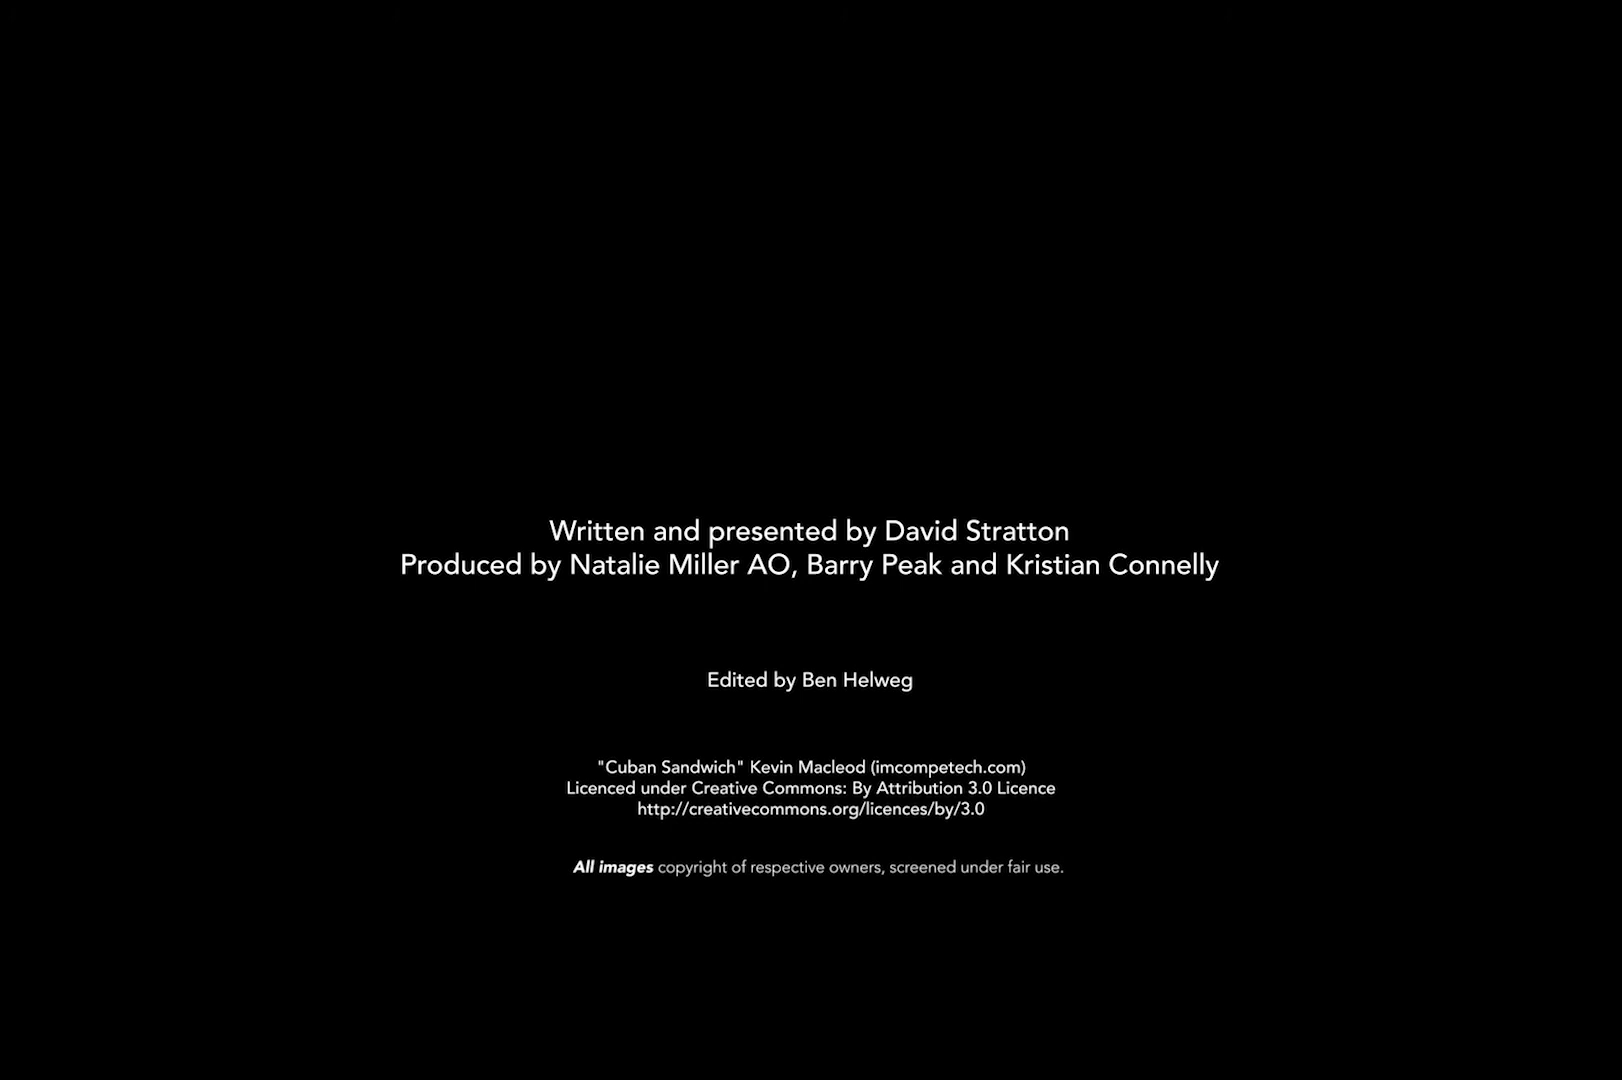 Written and presented by David Stratton
Produced by Natalie Miller AO, Barry Peak and Kristian Connelly
Edited by Ben Helweg
"Cuban Sandwich" Kevin Macleod (imcompetech.com)
Licenced under Creative Commons: By Attribution 3.0 Licence
http://creativecommons.org/licences/by/3.0
All images copyright of respective owners, screened under fair use.